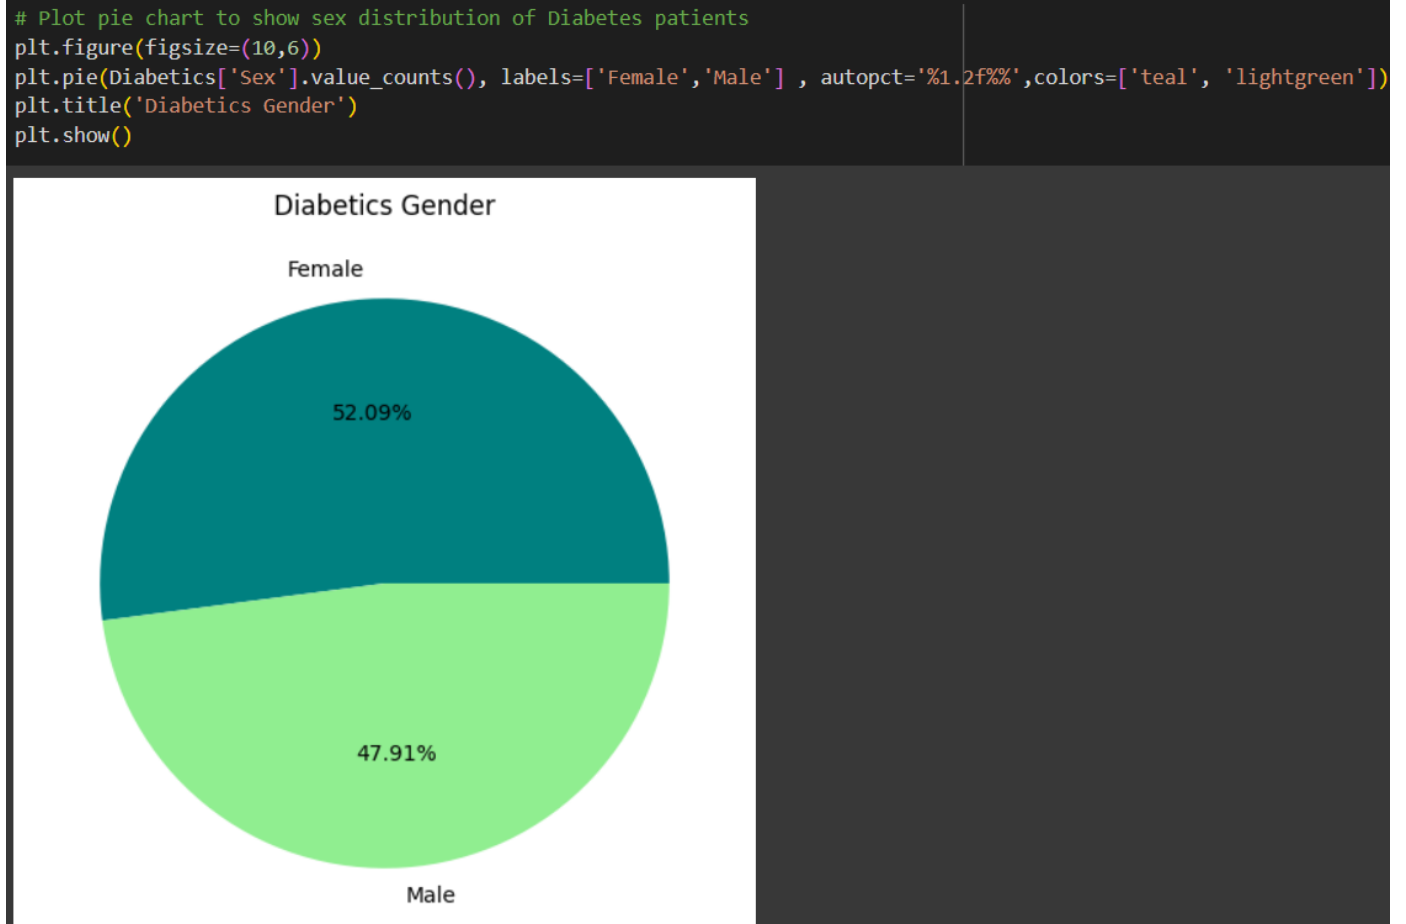 # Plot pie chart to show sex distribution of Diabetes patients
plt.figure(figsize=(10,6))
plt.pie(Diabetics['Sex'].value_counts(), labels=['Female','Male'] , autopct='%1.2f%%',colors=['teal', 'lightgreen'])
plt.title('Diabetics Gender')
plt.show()
Diabetics Gender
Female
52.09%
47.91%
Male